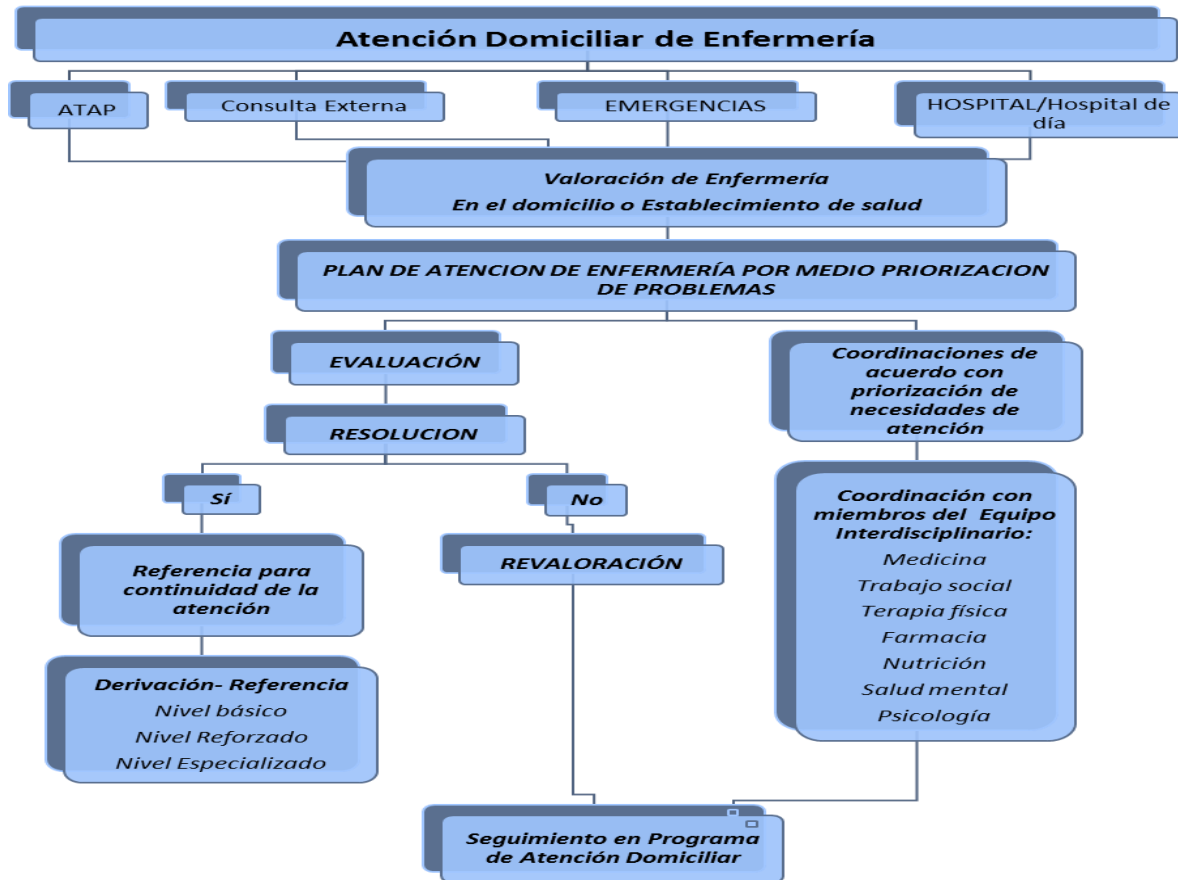 Atención Domiciliar de Enfermería
ATAP
Consulta Externa
EMERGENCIAS
HOSPITAL/Hospital de
día
Valoración de Enfermería
En el domicilio o Establecimiento de salud
PLAN DE ATENCION DE ENFERMERÍA POR MEDIO PRIORIZACION
DE PROBLEMAS
EVALUACIÓN
RESOLUCION
Sí
No
Referencia para
continuidad de la
atención
Derivación- Referencia
Nivel básico
Nivel Reforzado
Nivel Especializado
REVALORACIÓN
Coordinaciones de
acuerdo con
priorización de
necesidades de
atención
Coordinación con
miembros del Equipo
Interdisciplinario:
Medicina
Trabajo social
Terapia física
Farmacia
Nutrición
Salud mental
Psicología
Seguimiento en Programa
de Atención Domiciliar